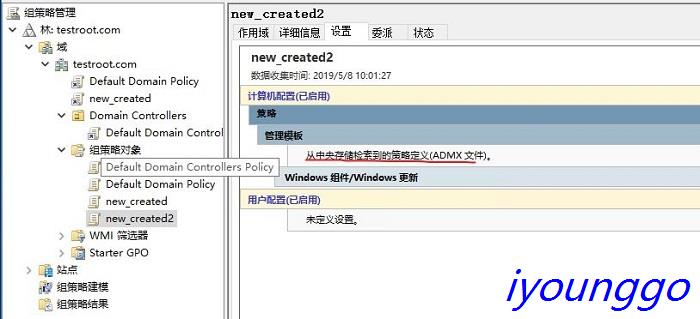 组策略管理
林: testroot.com
域
testroot.com
Default Domain Policy
new_created
Domain Controllers
Default Domain Control
组策略对象
Default Domain Controllers Policy
Default Domain Policy
new_created
new_created2
WMI 筛选器
Starter GPO
站点
组策略建模
组策略结果
new_created2
作用域 详细信息 设置 委派 状态
new_created2
数据收集时间: 2019/5/8 10:01:27
计算机配置(已启用)
策略
管理模板
从中央存储检索到的策略定义(ADMX 文件)。
Windows 组件/Windows 更新
用户配置(已启用)
未定义设置。
iyounggo